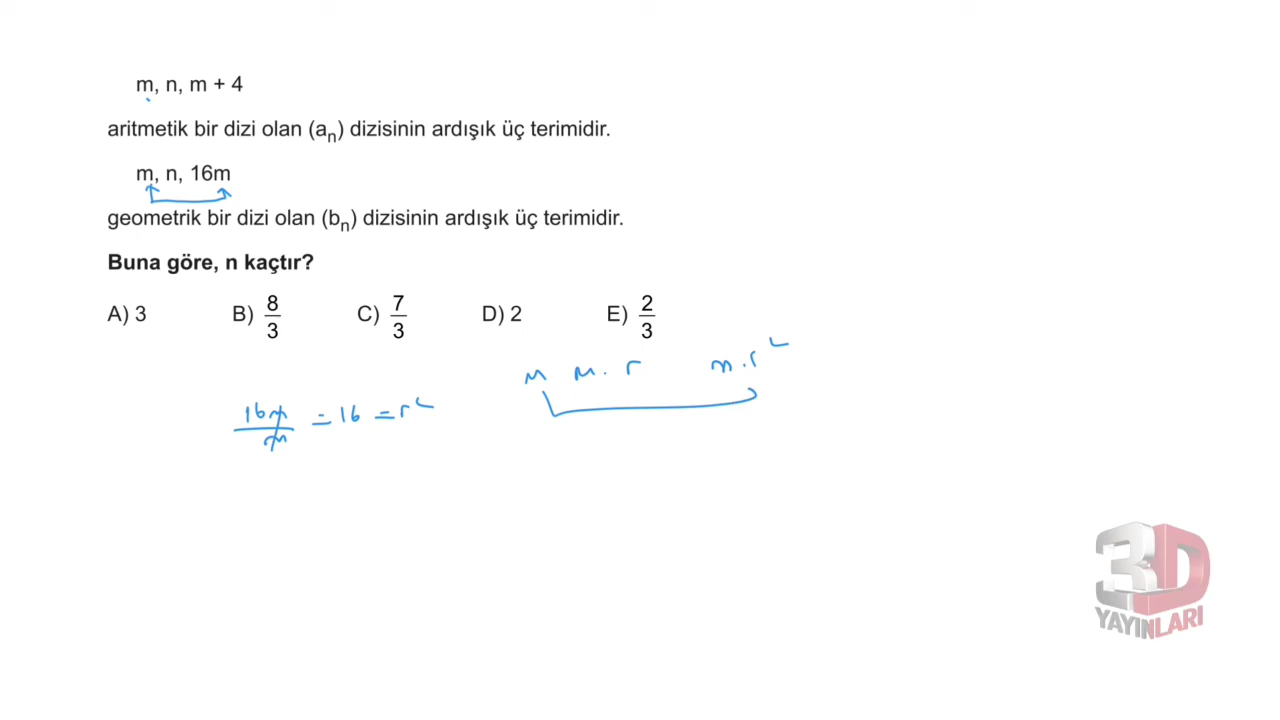 m, n, m + 4
aritmetik bir dizi olan (aₙ) dizisinin ardışık üç terimidir.
m, n, 16m
geometrik bir dizi olan (bₙ) dizisinin ardışık üç terimidir.
Buna göre, n kaçtır?
A) 3 B) 8/3 C) 7/3 D) 2 E) 2/3
m m . r m . r²
16m/m = 16 = r²
3D
YAYINLARI